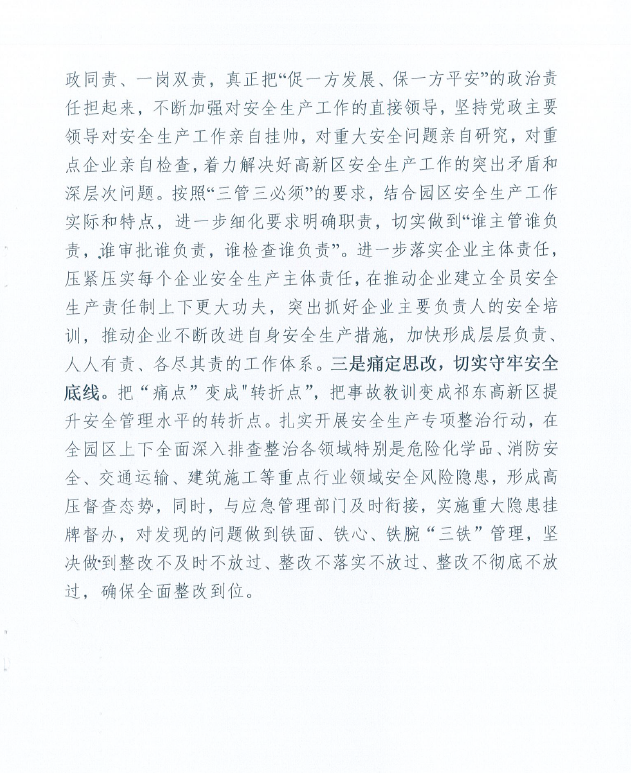 政同责、一岗双责，真正把“促一方发展、保一方平安”的政治责
任担起来，不断加强对安全生产工作的直接领导，坚持党政主要
领导对安全生产工作亲自挂帅，对重大安全问题亲自研究，对重
点企业亲自检查，着力解决好高新区安全生产工作的突出矛盾和
深层次问题。按照“三管三必须”的要求，结合园区安全生产工作
实际和特点，进一步细化要求明确职责，切实做到“谁主管谁负
责，谁审批谁负责，谁检查谁负责”。进一步落实企业主体责任，
压紧压实每个企业安全生产主体责任，在推动企业建立全员安全
生产责任制上下更大功夫，突出抓好企业主要负责人的安全培
训，推动企业不断改进自身安全生产措施，加快形成层层负责、
人人有责、各尽其责的工作体系。三是痛定思改，切实守牢安全
底线。把“痛点”变成"转折点”，把事故教训变成祁东高新区提
升安全管理水平的转折点。扎实开展安全生产专项整治行动，在
全园区上下全面深入排查整治各领域特别是危险化学品、消防安
全、交通运输、建筑施工等重点行业领域安全风险隐患，形成高
压督查态势，同时，与应急管理部门及时衔接，实施重大隐患挂
牌督办，对发现的问题做到铁面、铁心、铁腕“三铁”管理，坚
决做到整改不及时不放过、整改不落实不放过、整改不彻底不放
过，确保全面整改到位。